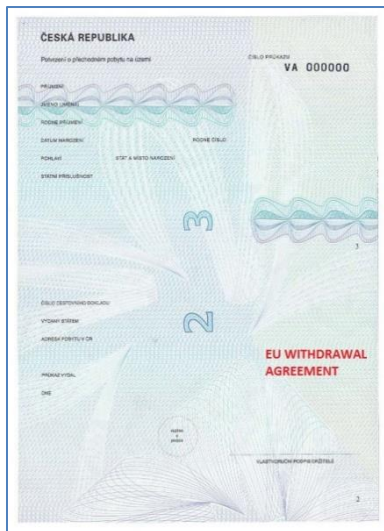 ČESKÁ REPUBLIKA
Potvrzení o přechodném pobytu na území
ČÍSLO PRŮKAZU
VA 000000
PŘÍJMENÍ
JMÉNO (JMÉNA)
RODNÉ PŘÍJMENÍ
DATUM NAROZENÍ
RODNÉ ČÍSLO
POHLAVÍ
STÁT A MÍSTO NAROZENÍ
STÁTNÍ PŘÍSLUŠNOST
3
3
2
ČÍSLO CESTOVNÍHO DOKLADU
VYDANÝ STÁTEM
ADRESA POBYTU V ČR
EU WITHDRAWAL
AGREEMENT
PRŮKAZ VYDAL
DNE
VLASTNORUČNÍ PODPIS DRŽITELE
2